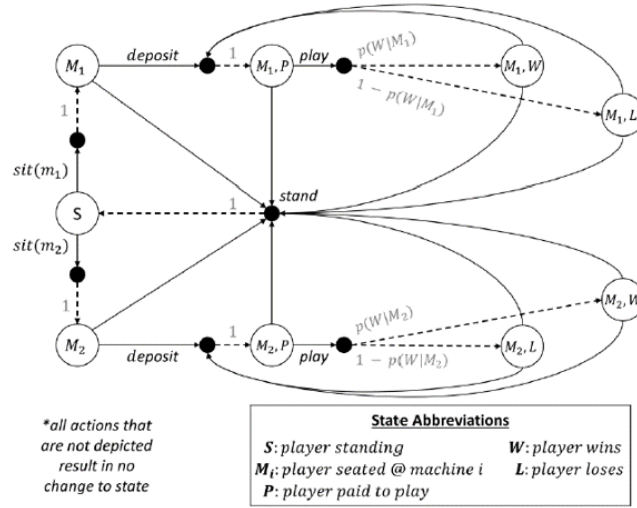 M₁ deposit 1 M₁, P play p(W|M₁) M₁, W
1 − p(W|M₁) M₁, L
1
sit(m₁)
stand
S 1
sit(m₂)
1
M₂, W
p(W|M₂)
M₂ deposit 1 M₂, P play 1 − p(W|M₂) M₂, L
*all actions that
are not depicted
result in no
change to state
State Abbreviations
S: player standing W: player wins
Mᵢ: player seated @ machine i L: player loses
P: player paid to play